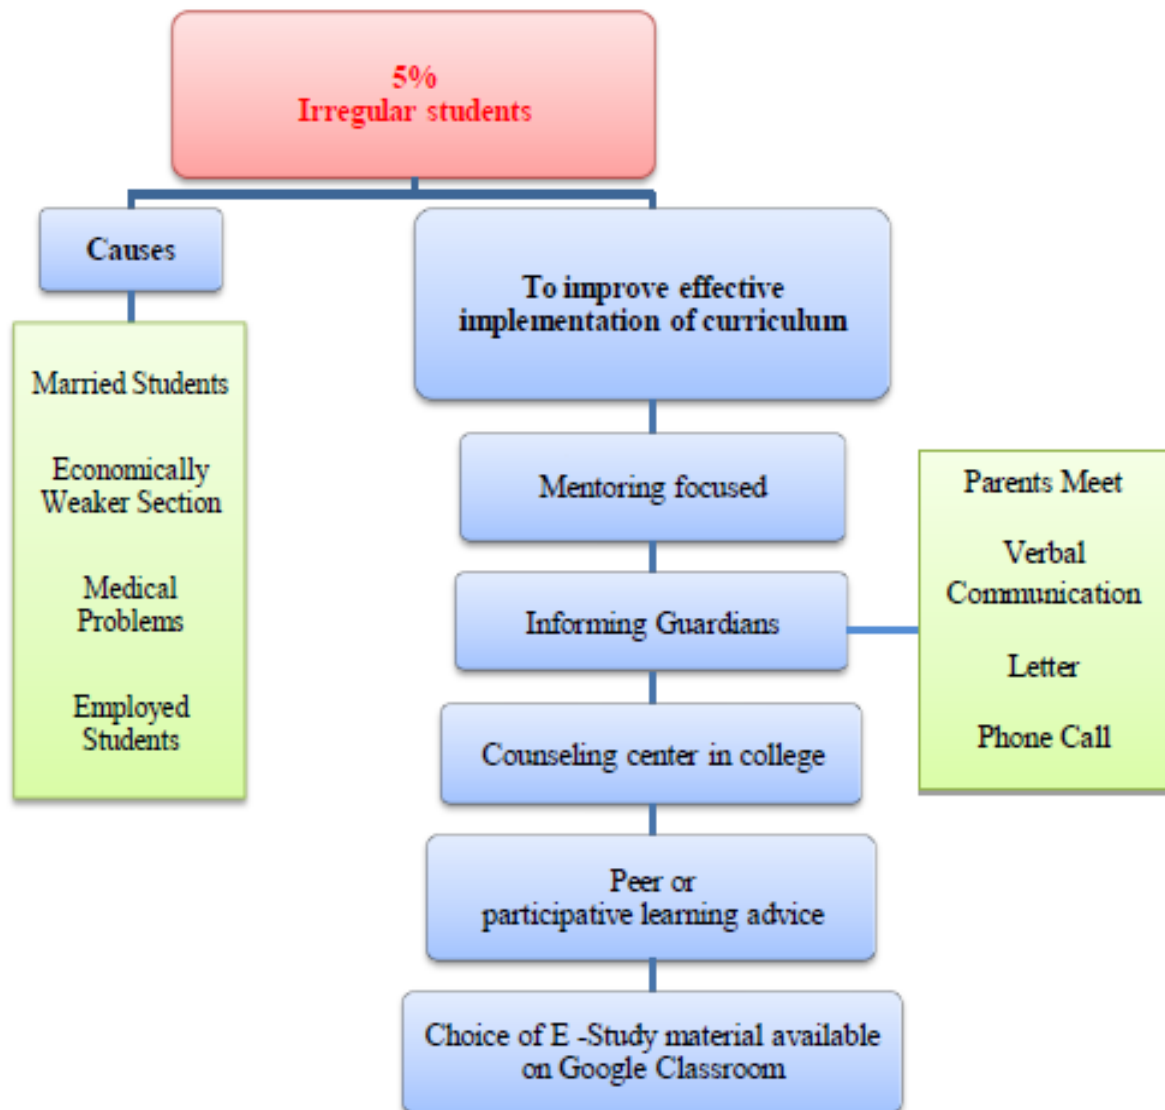 5%
Irregular students
Causes
Married Students
Economically
Weaker Section
Medical
Problems
Employed
Students
To improve effective
implementation of curriculum
Mentoring focused
Informing Guardians
Parents Meet
Verbal
Communication
Letter
Phone Call
Counseling center in college
Peer or
participative learning advice
Choice of E -Study material available
on Google Classroom